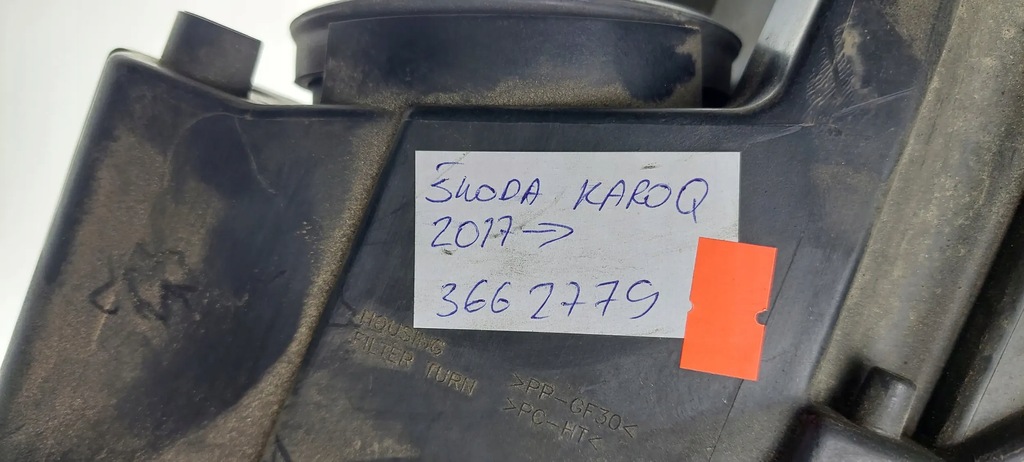 ŠKODA KAROQ
2017→
3662779
>HOUSING
FILTER TURN
>PP-GF30<
>PC-HT<